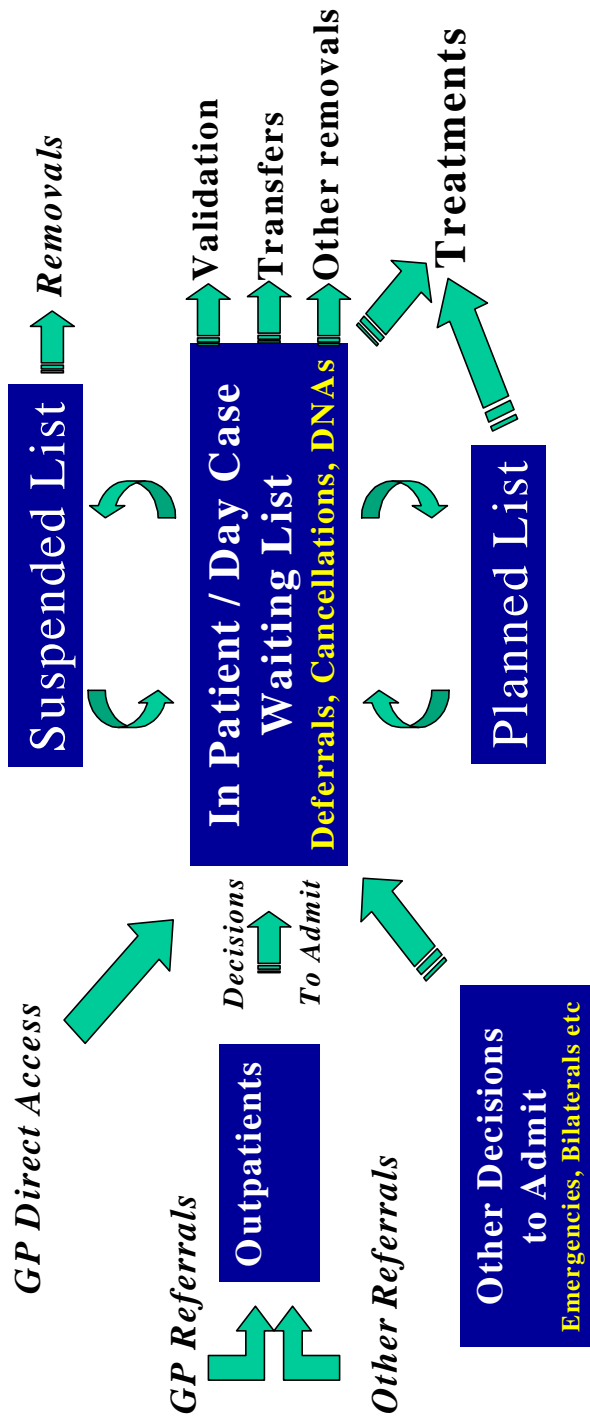 GP Direct Access
GP Referrals
Other Referrals
Outpatients
Decisions
To Admit
Other Decisions
to Admit
Emergencies, Bilaterals etc
Suspended List
Removals
In Patient / Day Case
Waiting List
Deferrals, Cancellations, DNAs
Validation
Transfers
Other removals
Planned List
Treatments